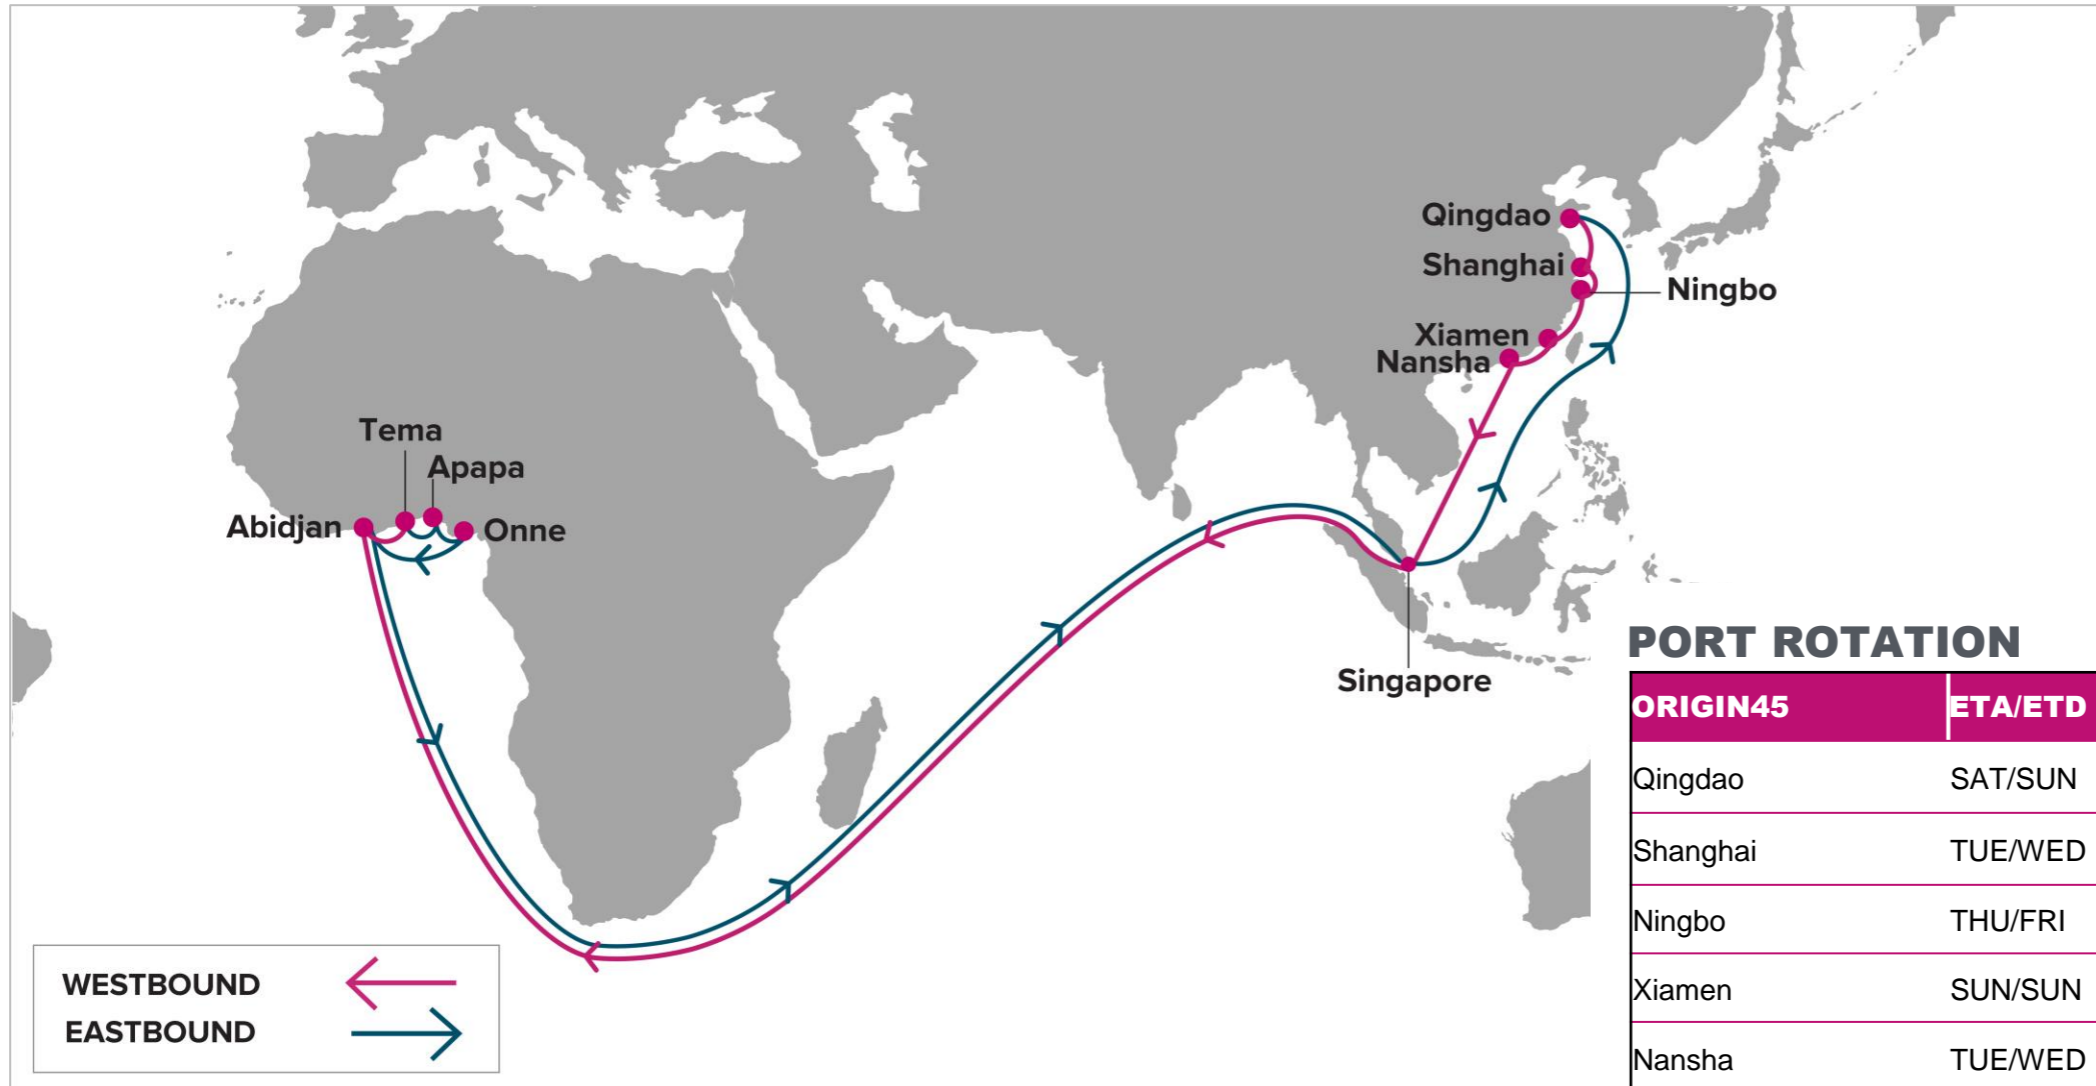 Qingdao
Shanghai
Ningbo
Xiamen
Nansha
Tema
Apapa
Abidjan
Onne
Singapore
WESTBOUND
EASTBOUND
PORT ROTATION
ORIGIN45 ETA/ETD
Qingdao SAT/SUN
Shanghai TUE/WED
Ningbo THU/FRI
Xiamen SUN/SUN
Nansha TUE/WED